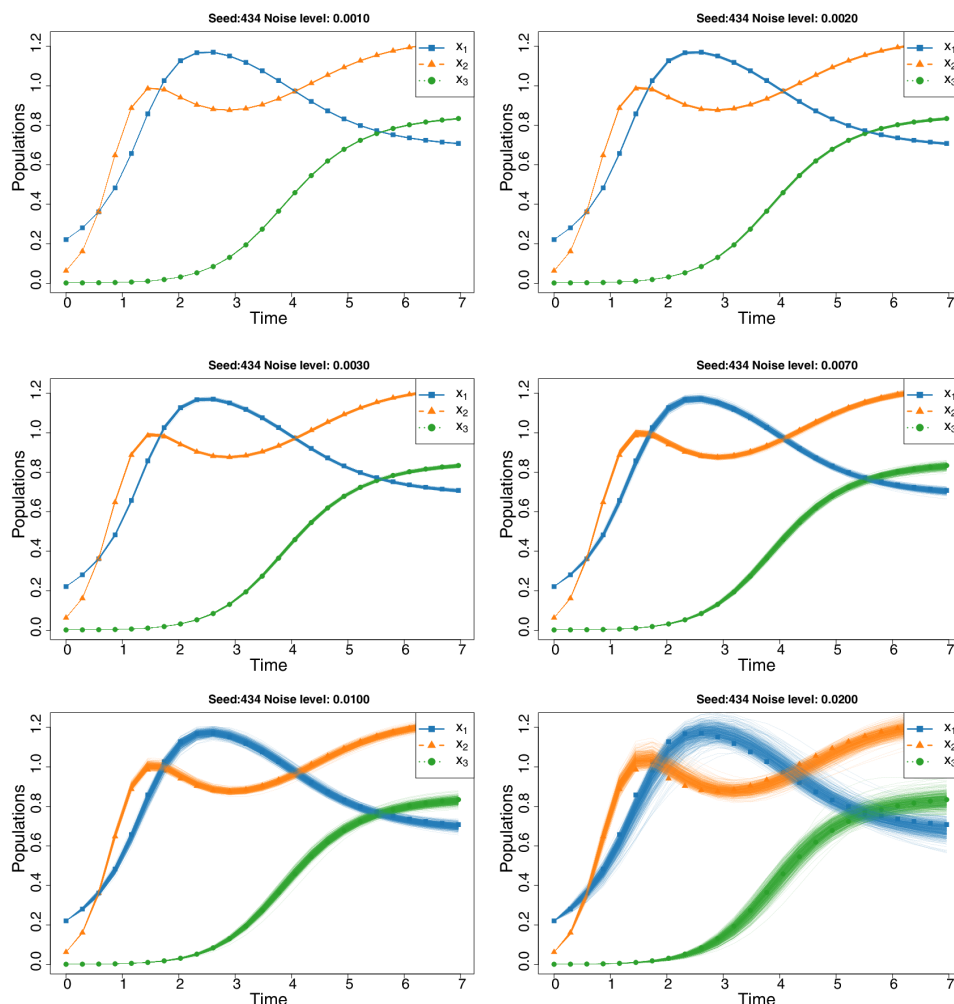 Seed:434 Noise level: 0.0010
Populations
0.0 0.2 0.4 0.6 0.8 1.0 1.2
x1
x2
x3
0 1 2 3 4 5 6 7
Time
Seed:434 Noise level: 0.0020
Populations
0.0 0.2 0.4 0.6 0.8 1.0 1.2
x1
x2
x3
0 1 2 3 4 5 6 7
Time
Seed:434 Noise level: 0.0030
Populations
0.0 0.2 0.4 0.6 0.8 1.0 1.2
x1
x2
x3
0 1 2 3 4 5 6 7
Time
Seed:434 Noise level: 0.0070
Populations
0.0 0.2 0.4 0.6 0.8 1.0 1.2
x1
x2
x3
0 1 2 3 4 5 6 7
Time
Seed:434 Noise level: 0.0100
Populations
0.0 0.2 0.4 0.6 0.8 1.0 1.2
x1
x2
x3
0 1 2 3 4 5 6 7
Time
Seed:434 Noise level: 0.0200
Populations
0.0 0.2 0.4 0.6 0.8 1.0 1.2
x1
x2
x3
0 1 2 3 4 5 6 7
Time